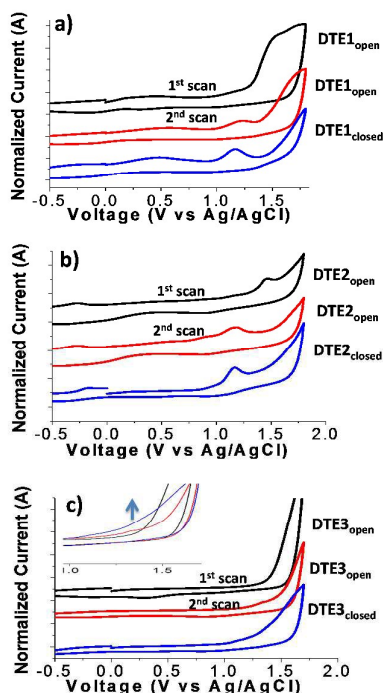 a)
Normalized Current (A)
DTE1open
1st scan
DTE1open
2nd scan
DTE1closed
-0.5 0.0 0.5 1.0 1.5
Voltage (V vs Ag/AgCl)
b)
Normalized Current (A)
1st scan
DTE2open
2nd scan
DTE2open
DTE2closed
-0.5 0.0 0.5 1.0 1.5 2.0
Voltage (V vs Ag/AgCl)
c)
Normalized Current (A)
1.0 1.5
DTE3open
1st scan
DTE3open
2nd scan
DTE3closed
-0.5 0.0 0.5 1.0 1.5 2.0
Voltage (V vs Ag/AgCl)